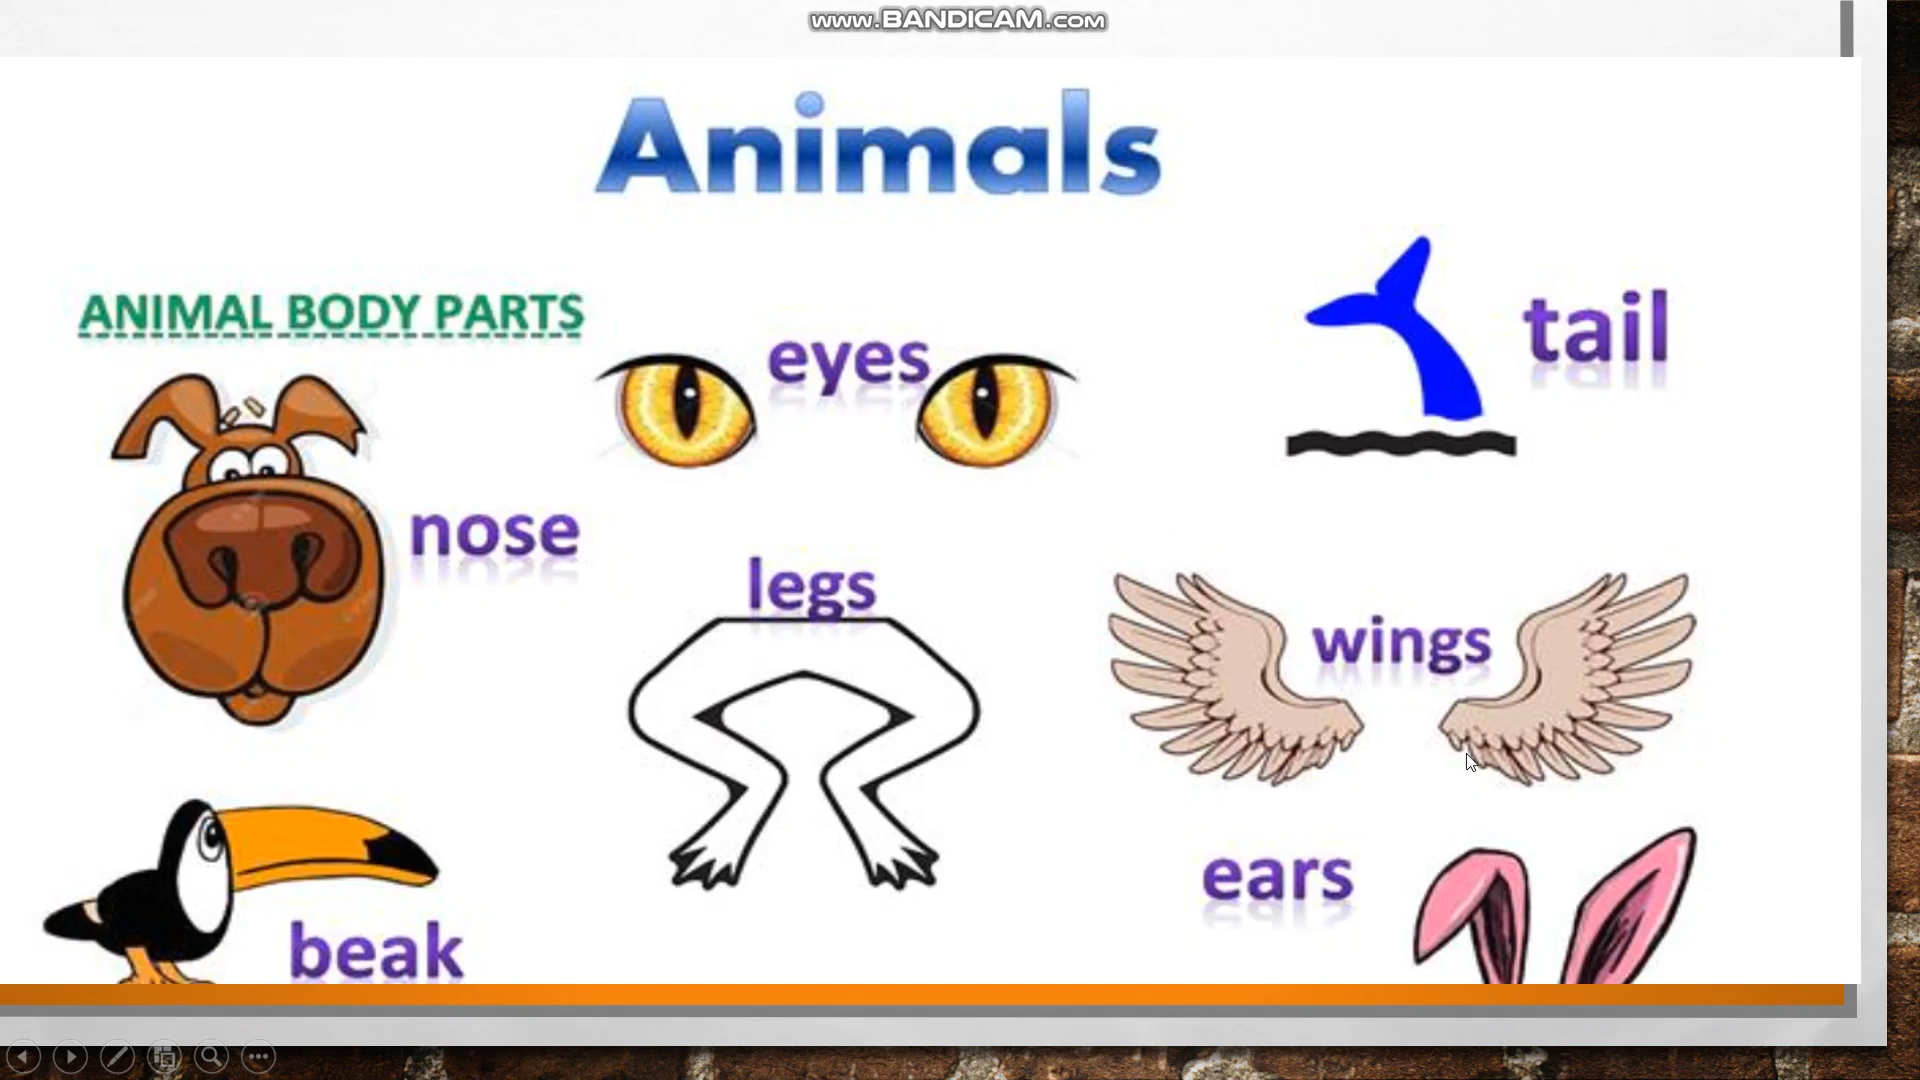 www.BANDICAM.com
Animals
ANIMAL BODY PARTS
eyes
tail
nose
legs
wings
ears
beak